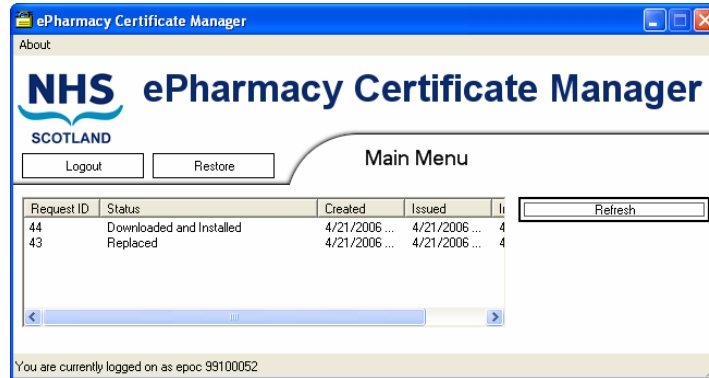 ePharmacy Certificate Manager
About
NHS ePharmacy Certificate Manager
SCOTLAND
Logout Restore Main Menu
Request ID Status Created Issued Refresh
44 Downloaded and Installed 4/21/2006 ... 4/21/2006 ... 4
43 Replaced 4/21/2006 ... 4/21/2006 ... 4
You are currently logged on as epoc 99100052